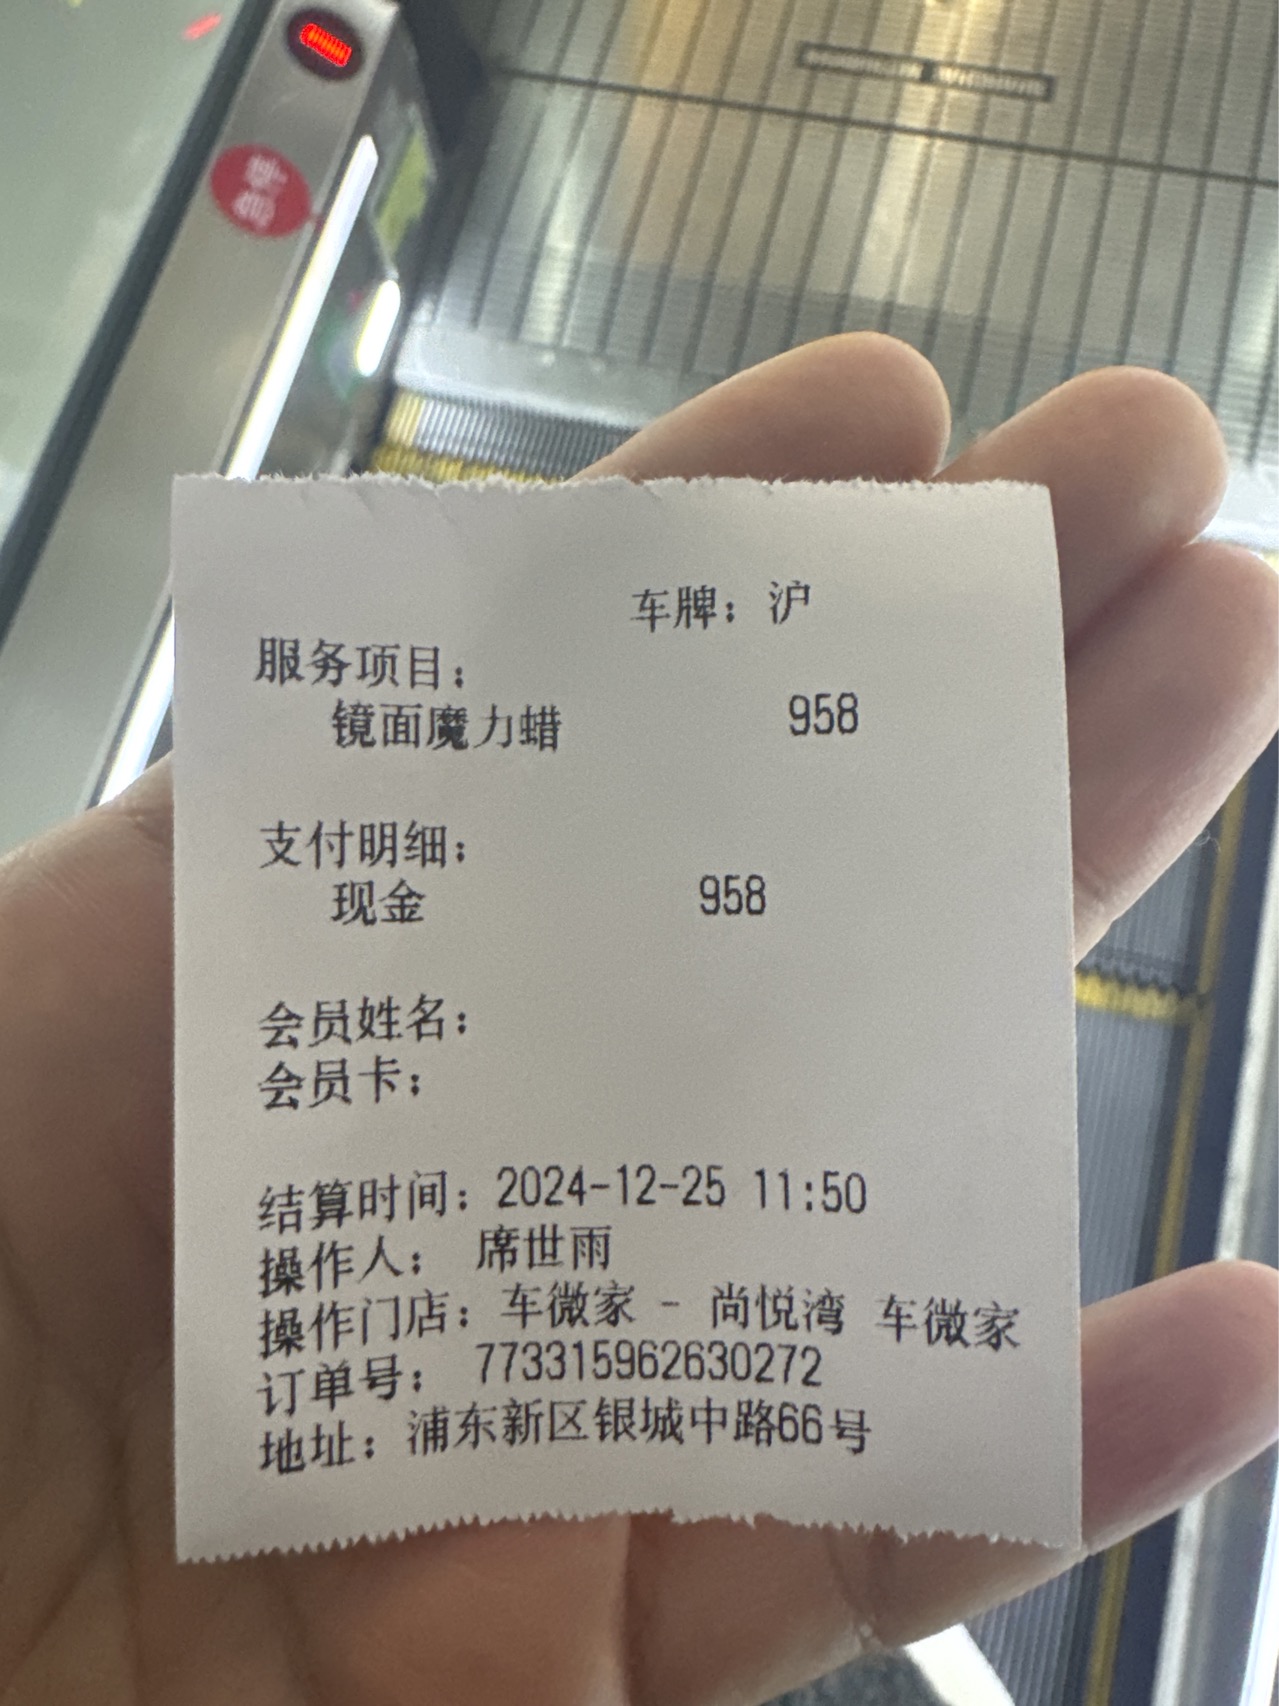 车牌：沪
服务项目：
镜面魔力蜡 958
支付明细：
现金 958
会员姓名：
会员卡：
结算时间：2024-12-25 11:50
操作人： 席世雨
操作门店：车微家 - 尚悦湾 车微家
订单号： 773315962630272
地址：浦东新区银城中路66号